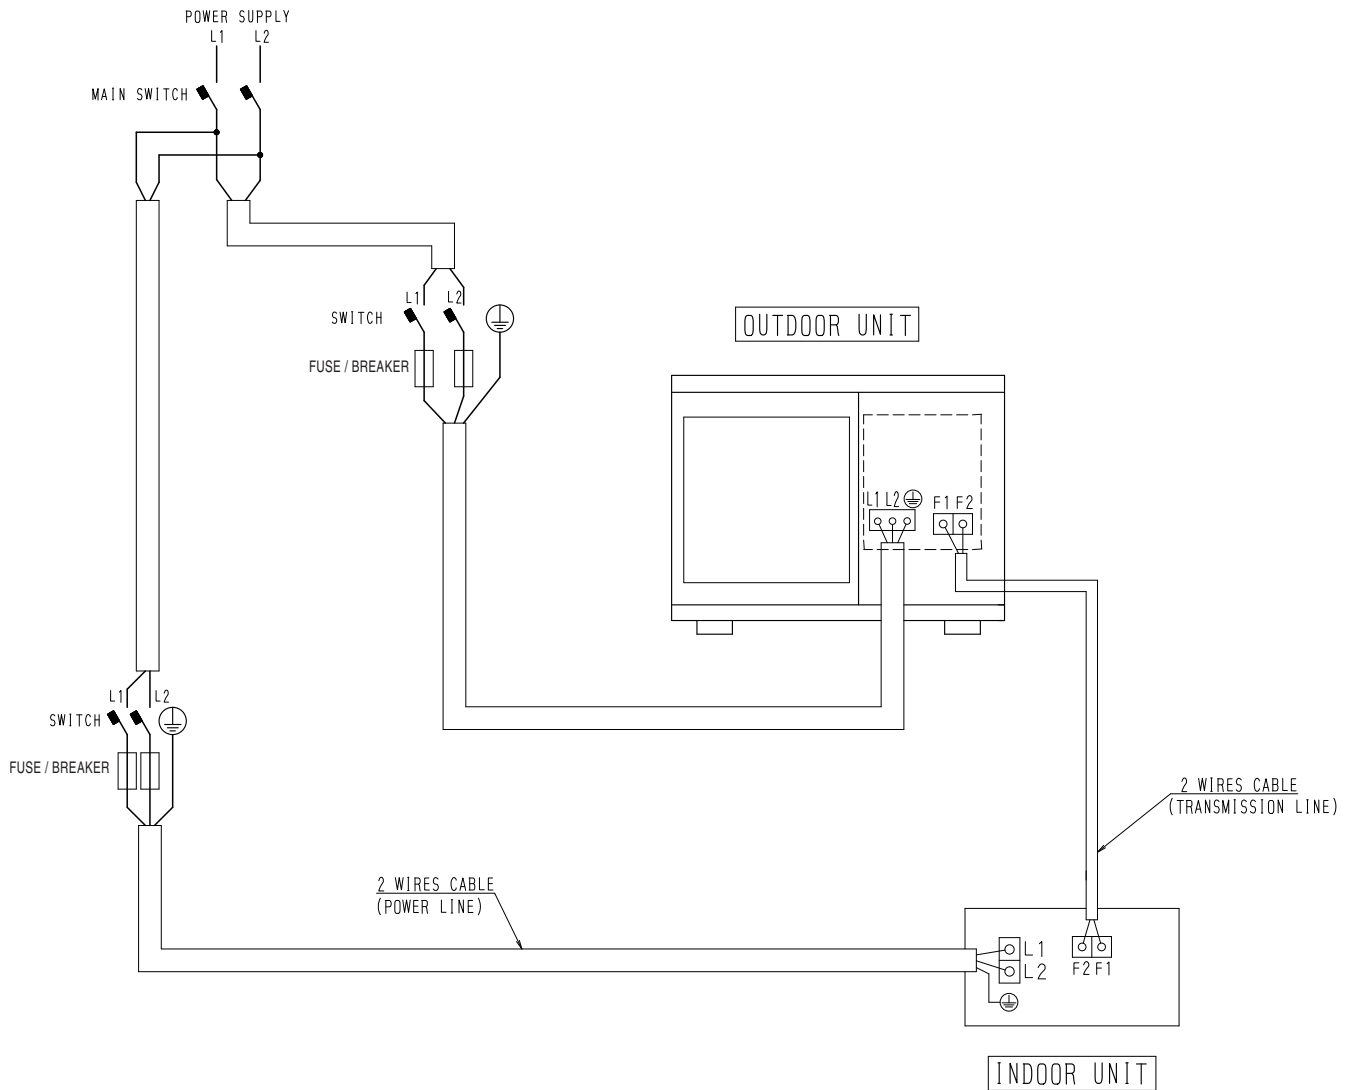 POWER SUPPLY
L1 L2
MAIN SWITCH
L1 L2
SWITCH
FUSE / BREAKER
OUTDOOR UNIT
L1 L2
F1 F2
L1 L2
SWITCH
FUSE / BREAKER
2 WIRES CABLE
(TRANSMISSION LINE)
2 WIRES CABLE
(POWER LINE)
L1
L2
F2 F1
INDOOR UNIT